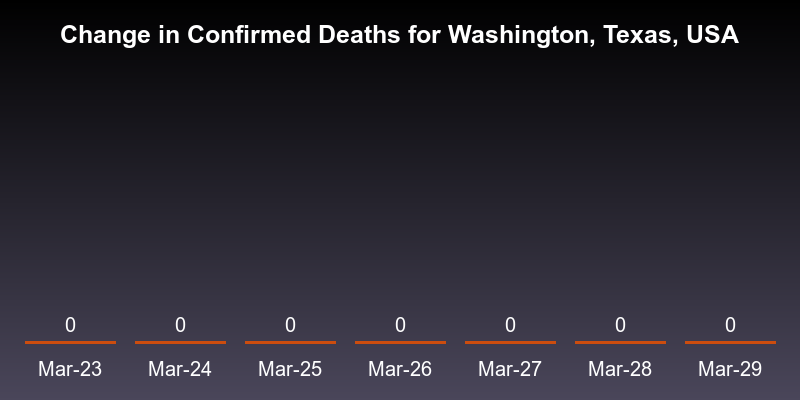 Change in Confirmed Deaths for Washington, Texas, USA
0 0 0 0 0 0 0
Mar-23 Mar-24 Mar-25 Mar-26 Mar-27 Mar-28 Mar-29